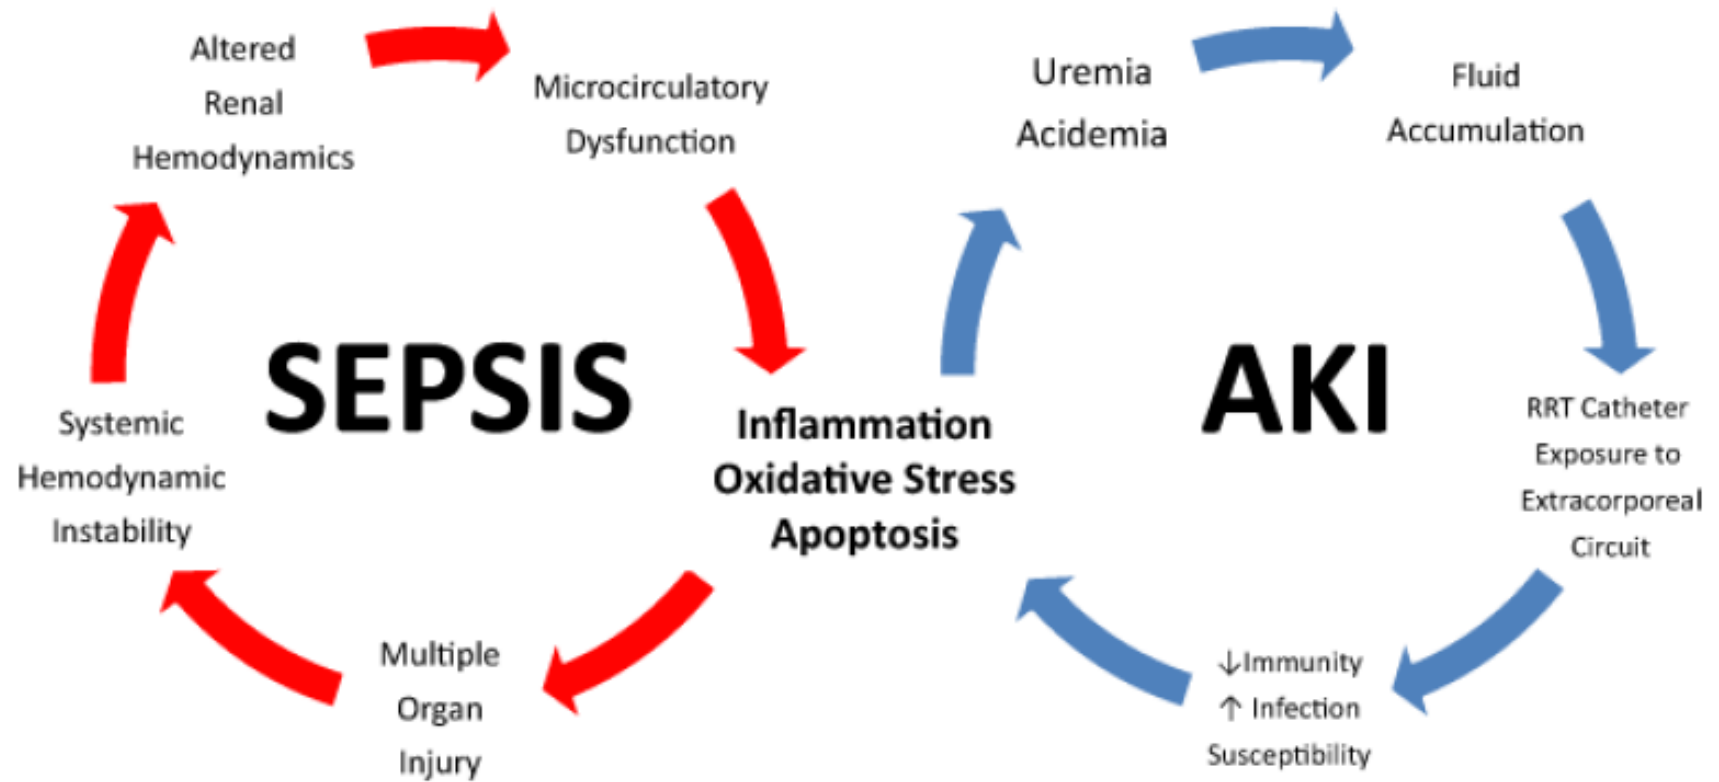 Altered
Renal
Hemodynamics
Microcirculatory
Dysfunction
Systemic
Hemodynamic
Instability
SEPSIS
Inflammation
Oxidative Stress
Apoptosis
Multiple
Organ
Injury
Uremia
Acidemia
Fluid
Accumulation
AKI
RRT Catheter
Exposure to
Extracorporeal
Circuit
↓Immunity
↑ Infection
Susceptibility